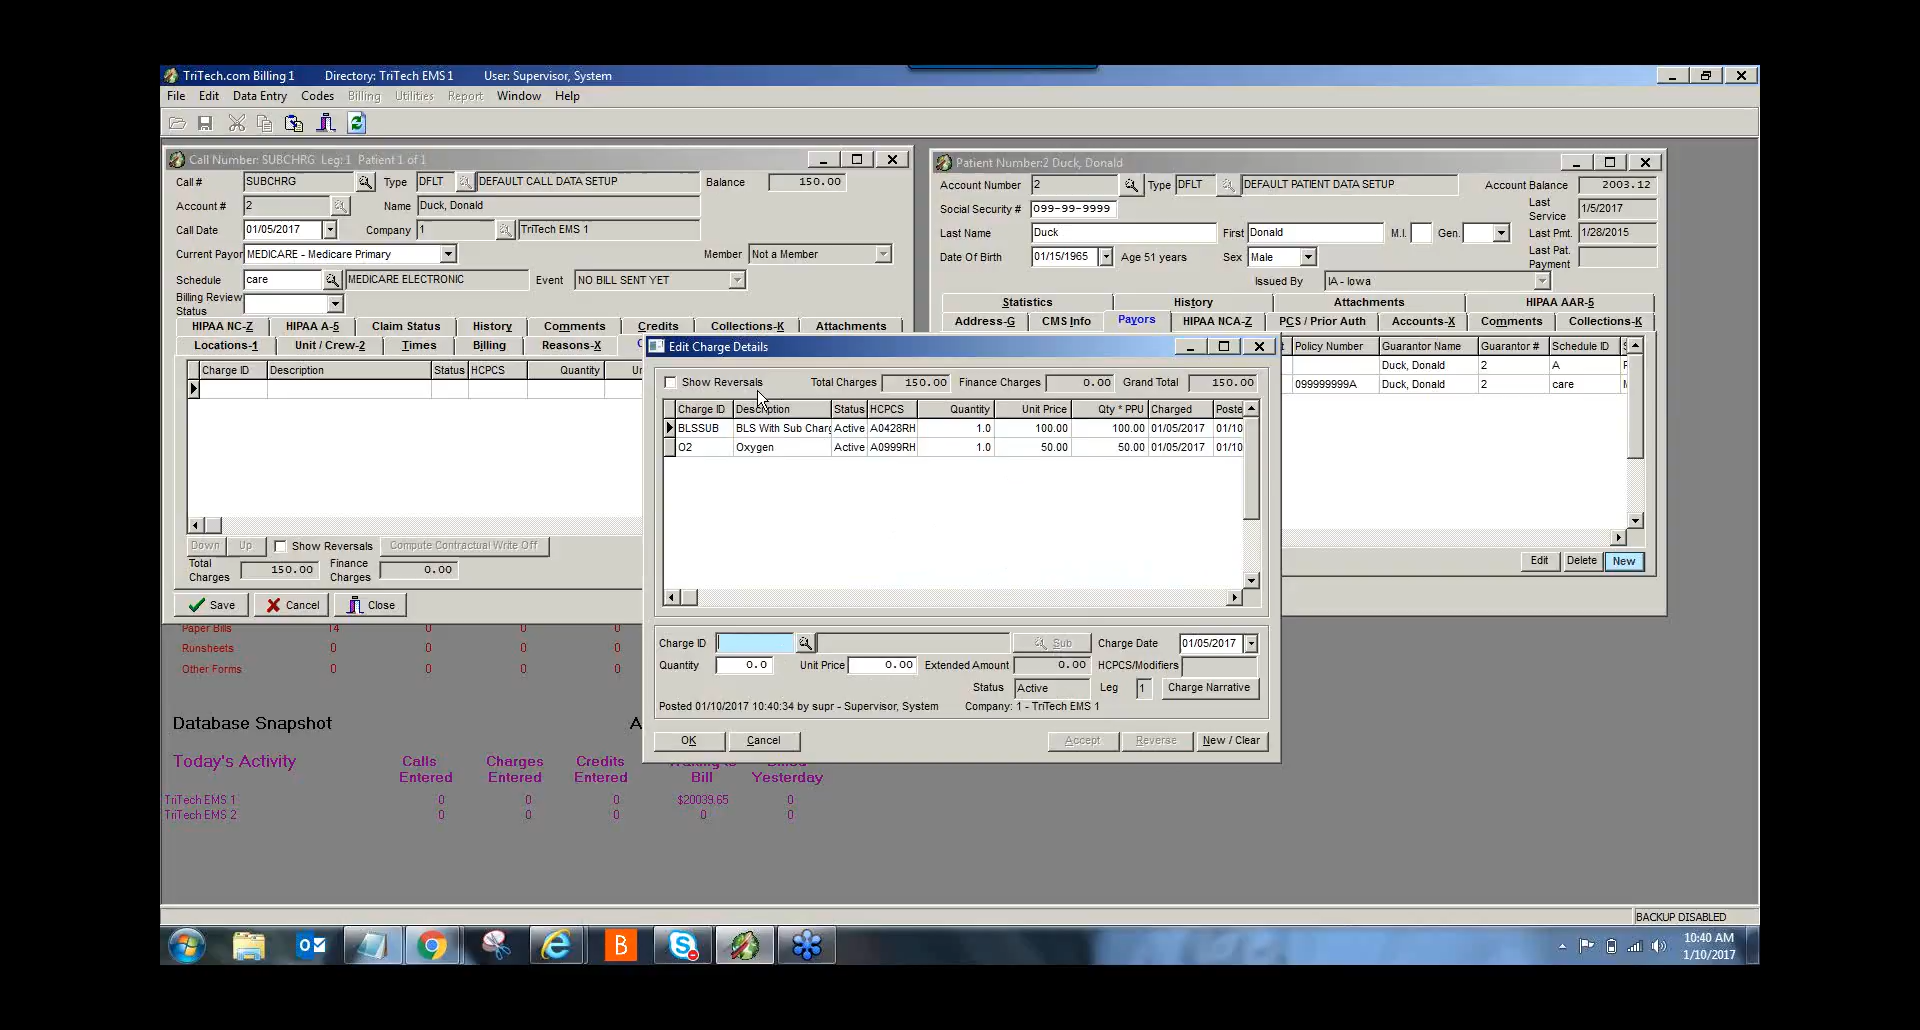 TriTech.com Billing 1 Directory: TriTech EMS 1 User: Supervisor, System
File Edit Data Entry Codes Billing Utilities Report Window Help
Call Number: SUBCHRG Leg: 1 Patient 1 of 1
Call # SUBCHRG Type DFLT DEFAULT CALL DATA SETUP Balance 150.00
Account # 2 Name Duck, Donald
Call Date 01/05/2017 Company 1 TriTech EMS 1
Current Payor MEDICARE - Medicare Primary Member Not a Member
Schedule care MEDICARE ELECTRONIC Event NO BILL SENT YET
Billing Review
Status
HIPAA NC-Z HIPAA A-5 Claim Status History Comments Credits Collections-K Attachments
Locations-1 Unit / Crew-2 Times Billing Reasons-X
Charge ID Description Status HCPCS Quantity
Down Up Show Reversals Compute Contractual Write Off
Total
Charges 150.00 Finance
Charges 0.00
Save Cancel Close
Patient Number:2 Duck, Donald
Account Number 2 Type DFLT DEFAULT PATIENT DATA SETUP Account Balance 2003.12
Social Security # 099-99-9999 Last
Service 1/5/2017
Last Name Duck First Donald M.I. Gen. Last Pmt. 1/28/2015
Date Of Birth 01/15/1965 Age 51 years Sex Male Last Pat.
Payment
Issued By IA - Iowa
Statistics History Attachments HIPAA AAR-5
Address-G CMS Info Payors HIPAA NCA-Z PCS / Prior Auth Accounts-X Comments Collections-K
Policy Number Guarantor Name Guarantor # Schedule ID
Duck, Donald 2 A
099999999A Duck, Donald 2 care
Edit Delete New
Edit Charge Details
Show Reversals Total Charges 150.00 Finance Charges 0.00 Grand Total 150.00
Charge ID Description Status HCPCS Quantity Unit Price Qty * PPU Charged Poste
BLSSUB BLS With Sub Charg Active A0428RH 1.0 100.00 100.00 01/05/2017 01/10
O2 Oxygen Active A0999RH 1.0 50.00 50.00 01/05/2017 01/10
Charge ID Sub Charge Date 01/05/2017
Quantity 0.0 Unit Price 0.00 Extended Amount 0.00 HCPCS/Modifiers
Status Active Leg 1 Charge Narrative
Posted 01/10/2017 10:40:34 by supr - Supervisor, System Company: 1 - TriTech EMS 1
OK Cancel Accept Reverse New / Clear
Paper Bills 14 0 0 0
Runsheets 0 0 0 0
Other Forms 0 0 0 0
Database Snapshot
Today's Activity Calls
Entered Charges
Entered Credits
Entered Waiting to
Bill Billed
Yesterday
TriTech EMS 1 0 0 0 $20039.65 0
TriTech EMS 2 0 0 0 0 0
BACKUP DISABLED
10:40 AM
1/10/2017